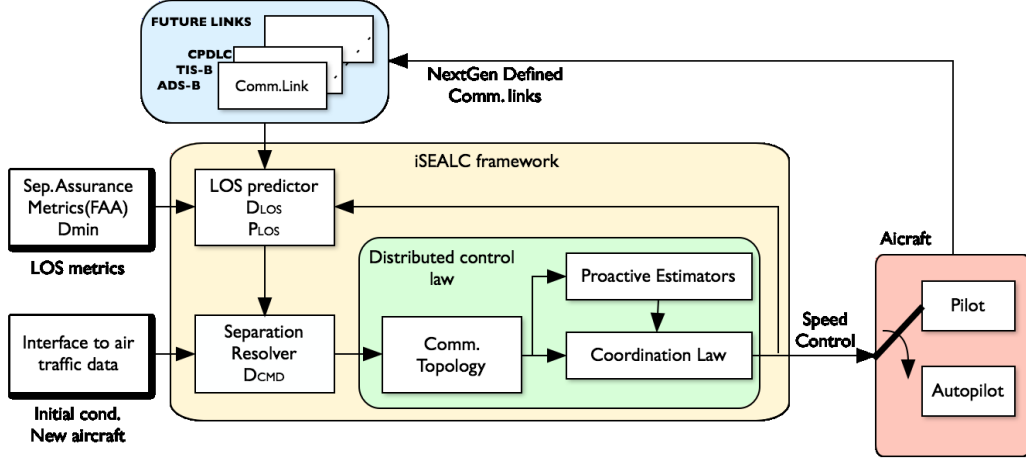 FUTURE LINKS
CPDLC
TIS-B
ADS-B
Comm.Link
NextGen Defined
Comm. links
iSEALC framework
Sep.Assurance
Metrics(FAA)
Dmin
LOS metrics
LOS predictor
DLOS
PLOS
Aicraft
Distributed control
law
Proactive Estimators
Pilot
Interface to air
traffic data
Separation
Resolver
DCMD
Comm.
Topology
Coordination Law
Speed
Control
Autopilot
Initial cond.
New aircraft